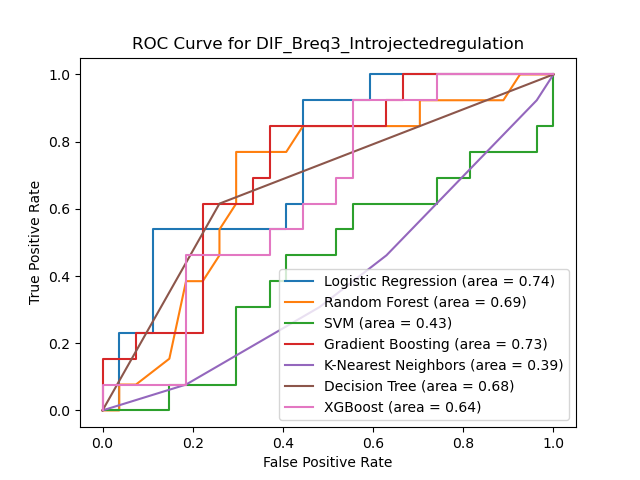 ROC Curve for DIF_Breq3_Introjectedregulation
True Positive Rate
1.0
0.8
0.6
0.4
0.2
0.0
Logistic Regression (area = 0.74)
Random Forest (area = 0.69)
SVM (area = 0.43)
Gradient Boosting (area = 0.73)
K-Nearest Neighbors (area = 0.39)
Decision Tree (area = 0.68)
XGBoost (area = 0.64)
0.0 0.2 0.4 0.6 0.8 1.0
False Positive Rate